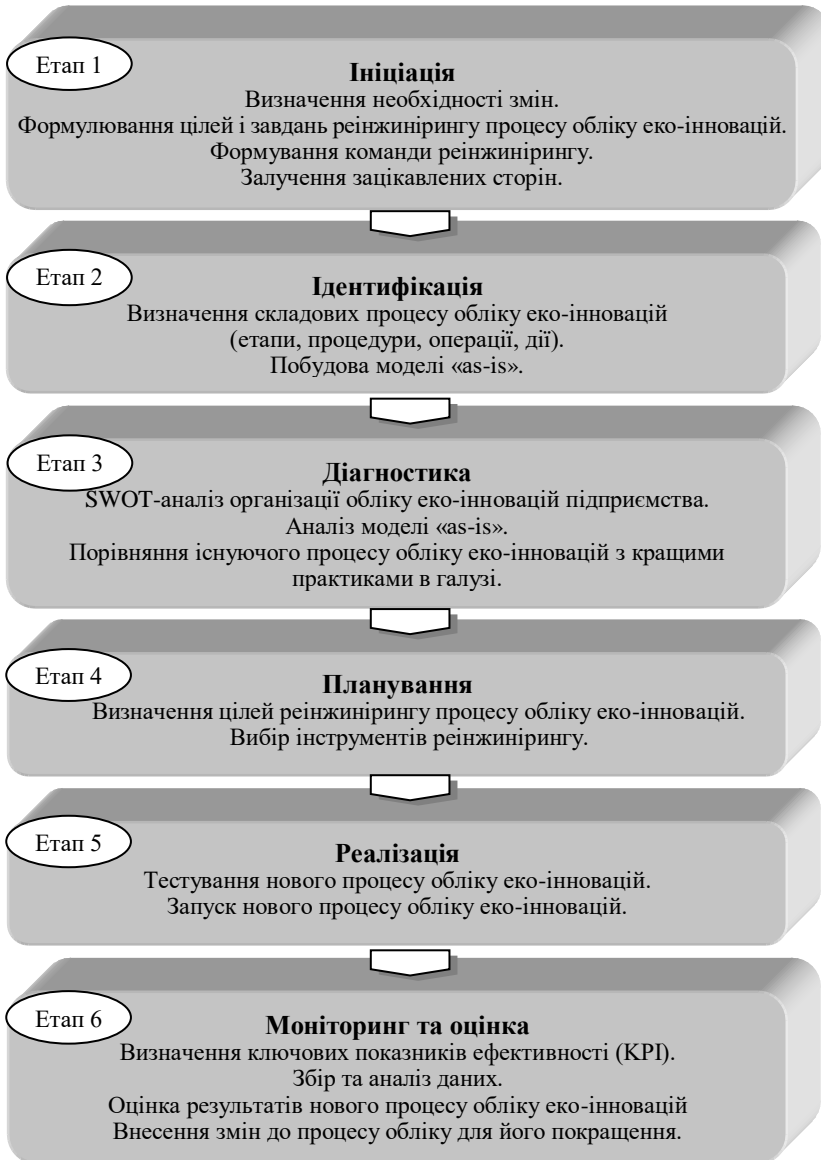 Етап 1
Ініціація
Визначення необхідності змін.
Формулювання цілей і завдань реінжинірингу процесу обліку еко-інновацій.
Формування команди реінжинірингу.
Залучення зацікавлених сторін.
Етап 2
Ідентифікація
Визначення складових процесу обліку еко-інновацій
(етапи, процедури, операції, дії).
Побудова моделі «as-is».
Етап 3
Діагностика
SWOT-аналіз організації обліку еко-інновацій підприємства.
Аналіз моделі «as-is».
Порівняння існуючого процесу обліку еко-інновацій з кращими
практиками в галузі.
Етап 4
Планування
Визначення цілей реінжинірингу процесу обліку еко-інновацій.
Вибір інструментів реінжинірингу.
Етап 5
Реалізація
Тестування нового процесу обліку еко-інновацій.
Запуск нового процесу обліку еко-інновацій.
Етап 6
Моніторинг та оцінка
Визначення ключових показників ефективності (KPI).
Збір та аналіз даних.
Оцінка результатів нового процесу обліку еко-інновацій
Внесення змін до процесу обліку для його покращення.